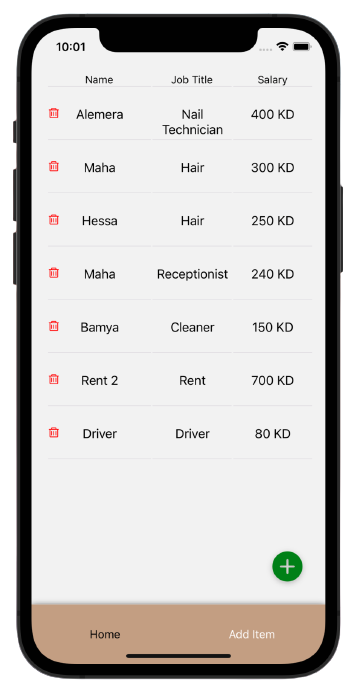 10:01
Name Job Title Salary
Alemera Nail Technician 400 KD
Maha Hair 300 KD
Hessa Hair 250 KD
Maha Receptionist 240 KD
Bamya Cleaner 150 KD
Rent 2 Rent 700 KD
Driver Driver 80 KD
Home Add Item